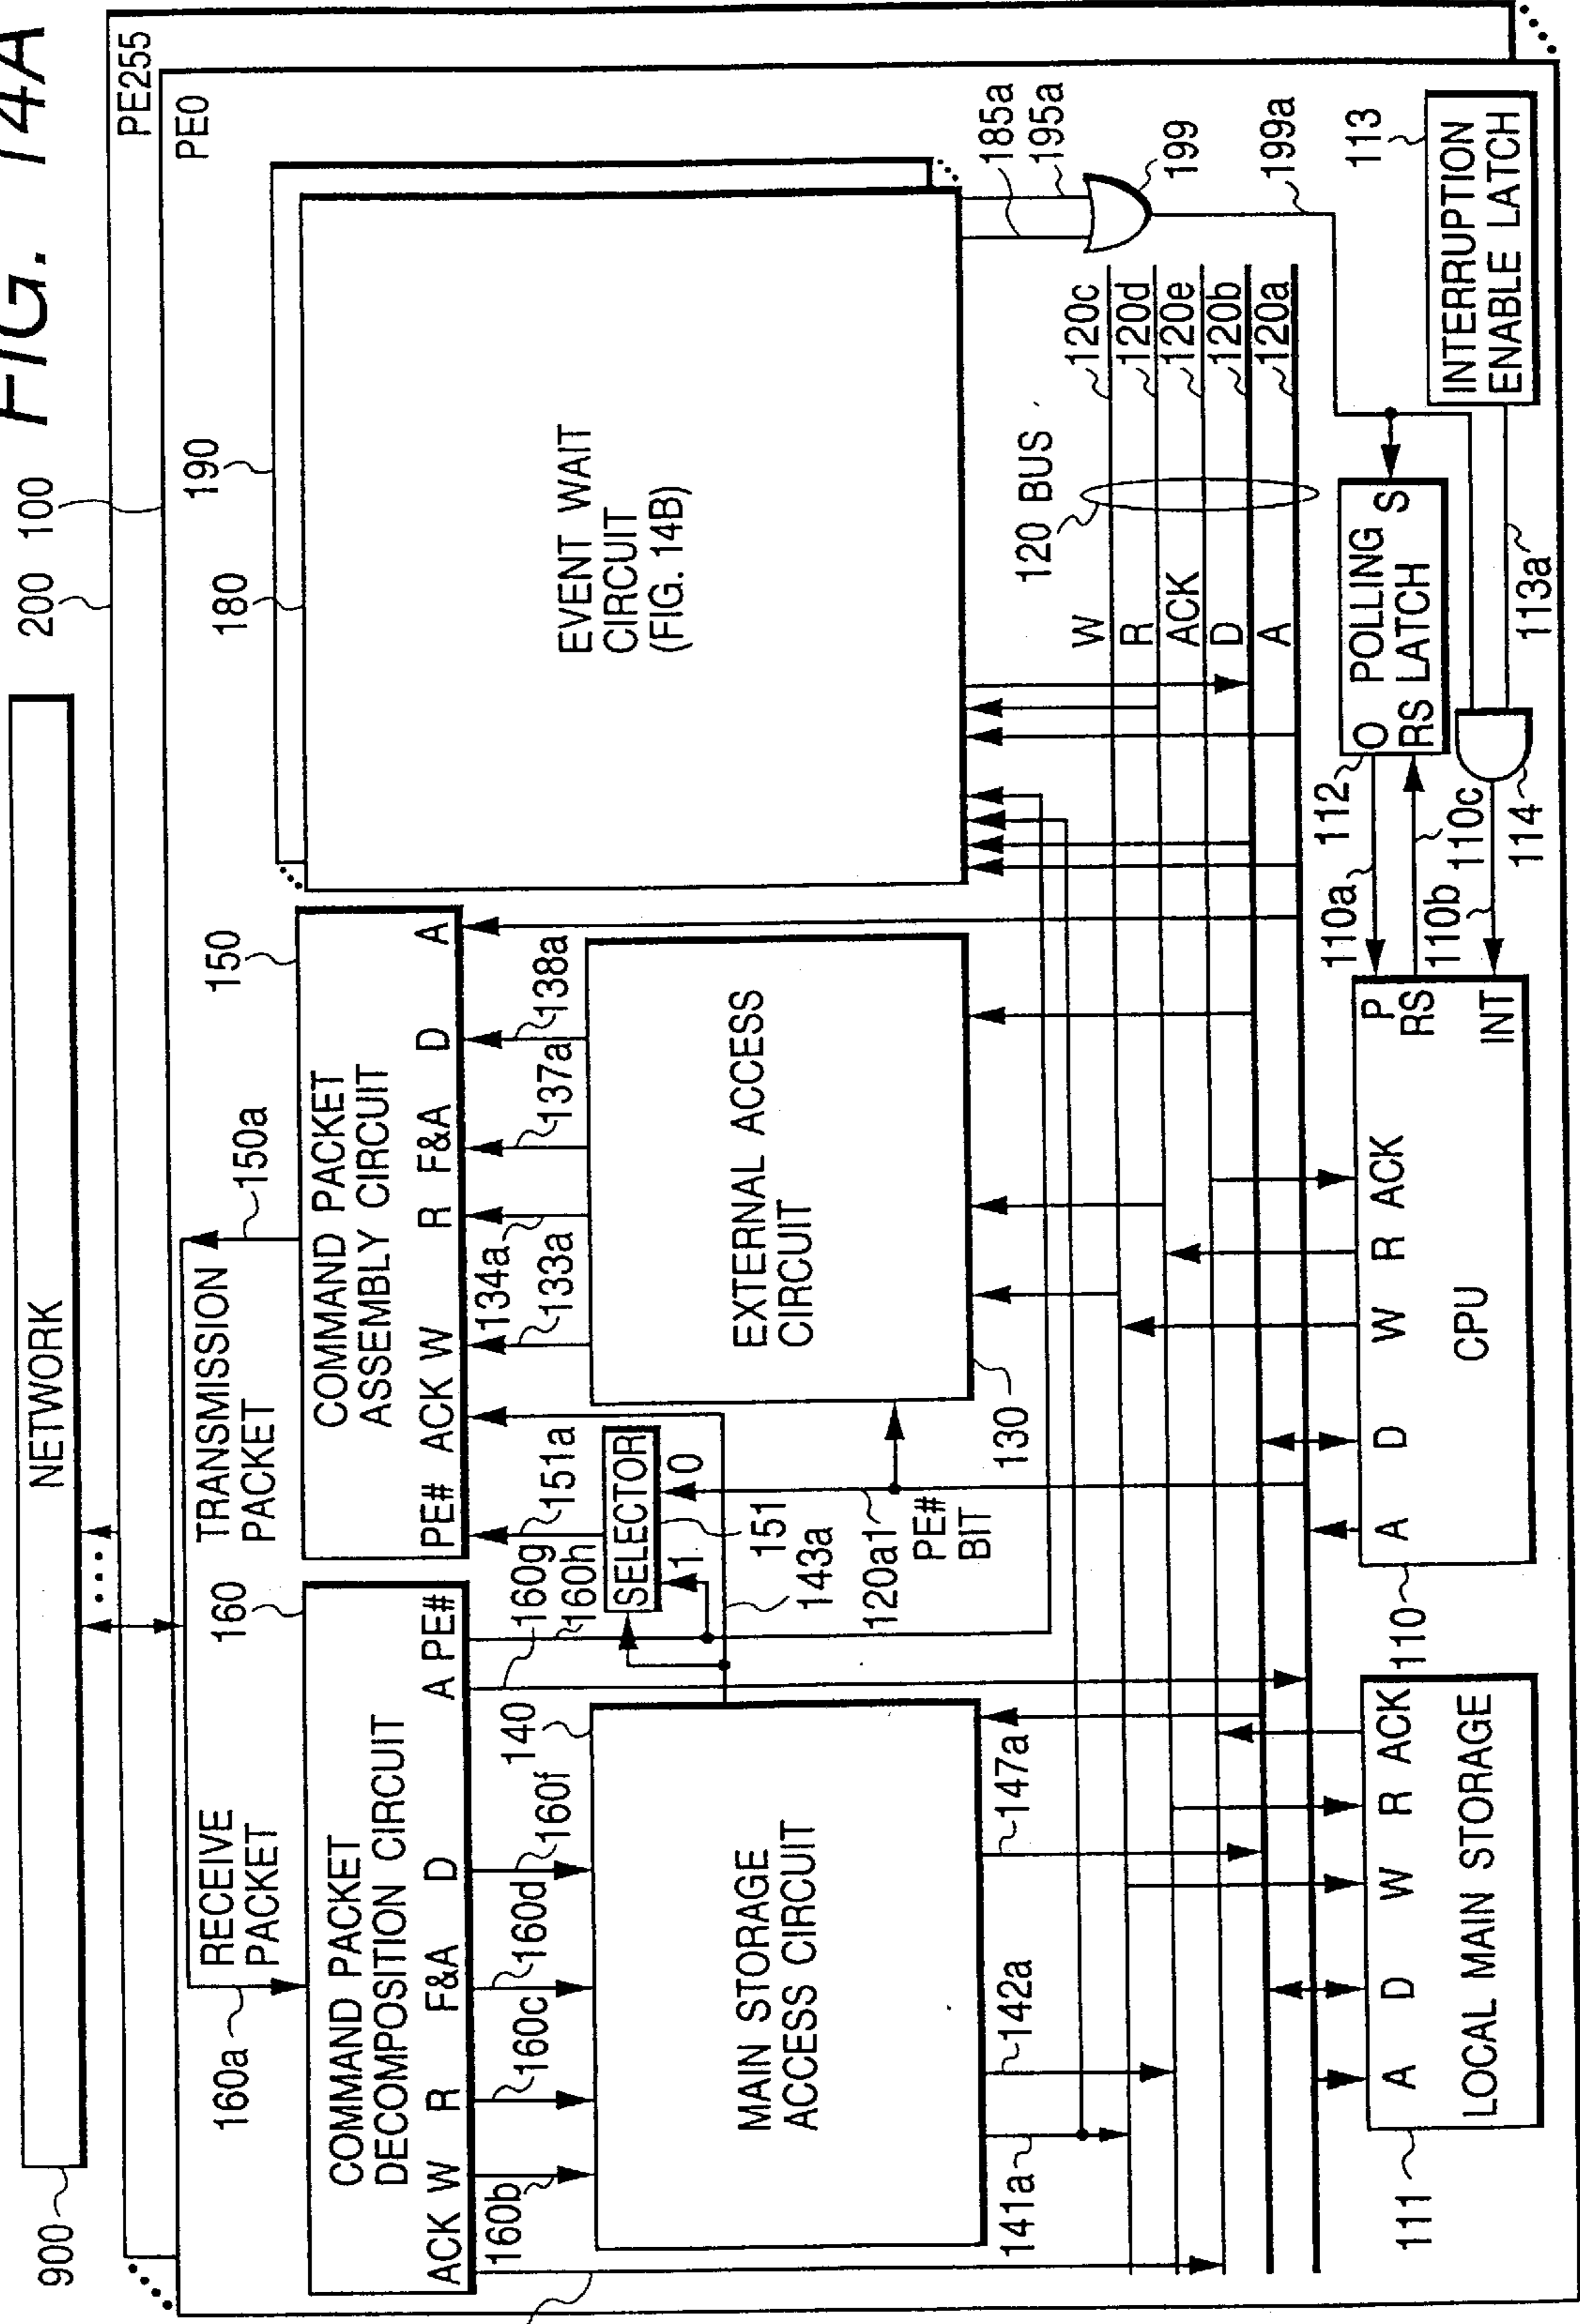 FIG. 14A
NETWORK
900
200
100
PE255
PE0
TRANSMISSION
PACKET
RECEIVE
PACKET
150a
160a
160
150
190
180
COMMAND PACKET
DECOMPOSITION CIRCUIT
ACK W R F&A D A PE#
COMMAND PACKET
ASSEMBLY CIRCUIT
PE# ACK W R F&A D A
EVENT WAIT
CIRCUIT
(FIG. 14B)
160b
160c
160d
160f
140
160g
160h
151a
134a
133a
137a
138a
SELECTOR
1
0
151
143a
120a1
PE#
BIT
MAIN STORAGE
ACCESS CIRCUIT
EXTERNAL ACCESS
CIRCUIT
130
141a
142a
147a
185a
195a
199
199a
120 BUS
W
R
ACK
D
A
120c
120d
120e
120b
120a
A D W R ACK
LOCAL MAIN STORAGE
111
A D W R ACK
CPU
P
RS
INT
110
110a
110c
110b
112
O
S
RS
POLLING
LATCH
114
113a
113
INTERRUPTION
ENABLE LATCH